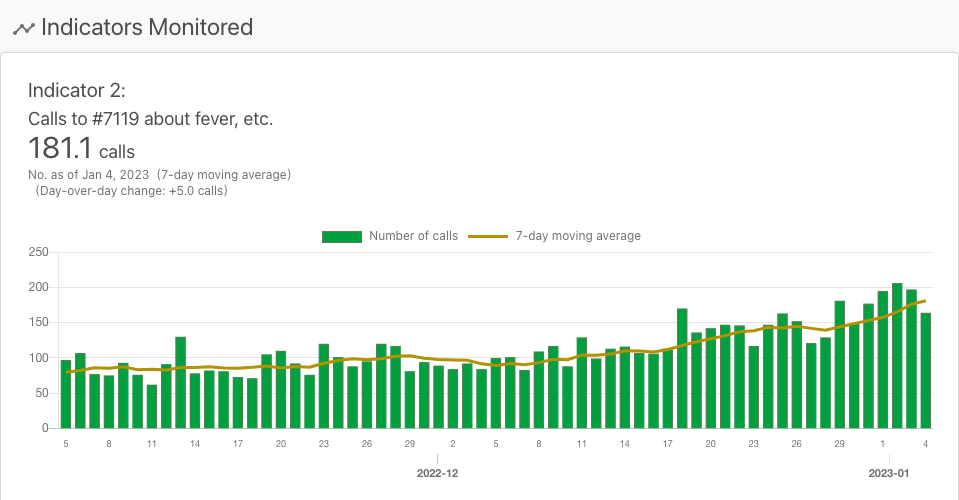 Indicators Monitored
Indicator 2:
Calls to #7119 about fever, etc.
181.1 calls
No. as of Jan 4, 2023 (7-day moving average)
(Day-over-day change: +5.0 calls)
Number of calls 7-day moving average
250
200
150
100
50
0
5 8 11 14 17 20 23 26 29 2 5 8 11 14 17 20 23 26 29 1 4
2022-12 2023-01